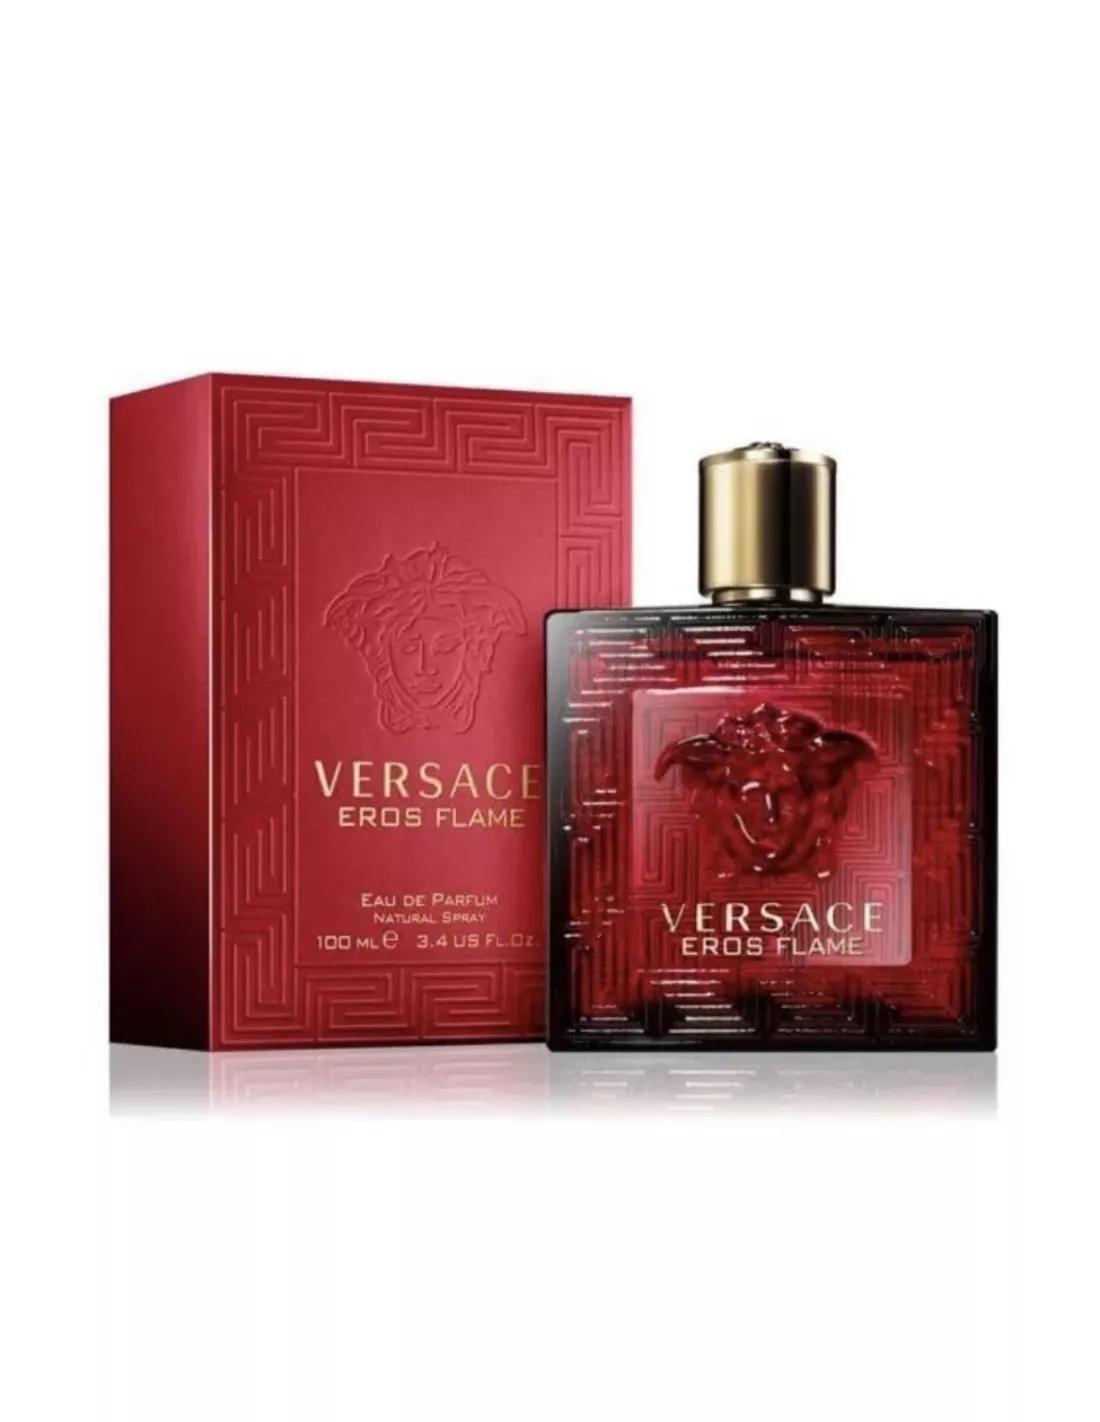 VERSACE
EROS FLAME
EAU DE PARFUM
NATURAL SPRAY
100 ML ℮ 3.4 US FL.OZ.
VERSACE
EROS FLAME